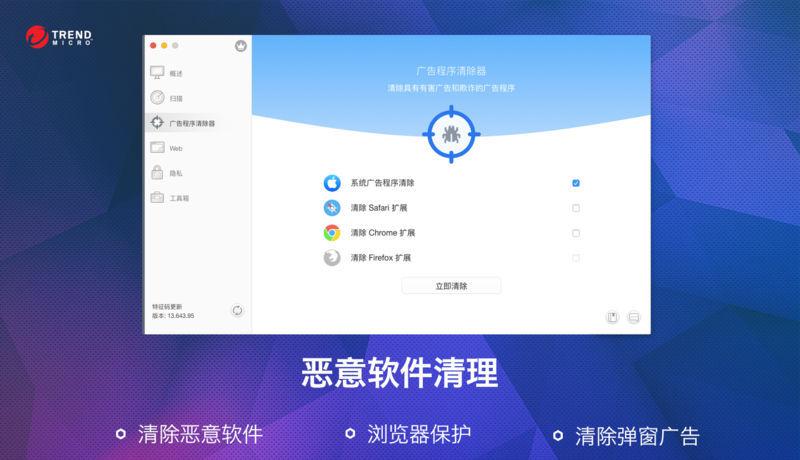 TREND
MICRO
概述
扫描
广告程序清除器
Web
隐私
工具箱
特征码更新
版本: 13.643.95
广告程序清除器
清除具有有害广告和欺诈的广告程序
系统广告程序清除
清除 Safari 扩展
清除 Chrome 扩展
清除 Firefox 扩展
立即清除
恶意软件清理
清除恶意软件
浏览器保护
清除弹窗广告